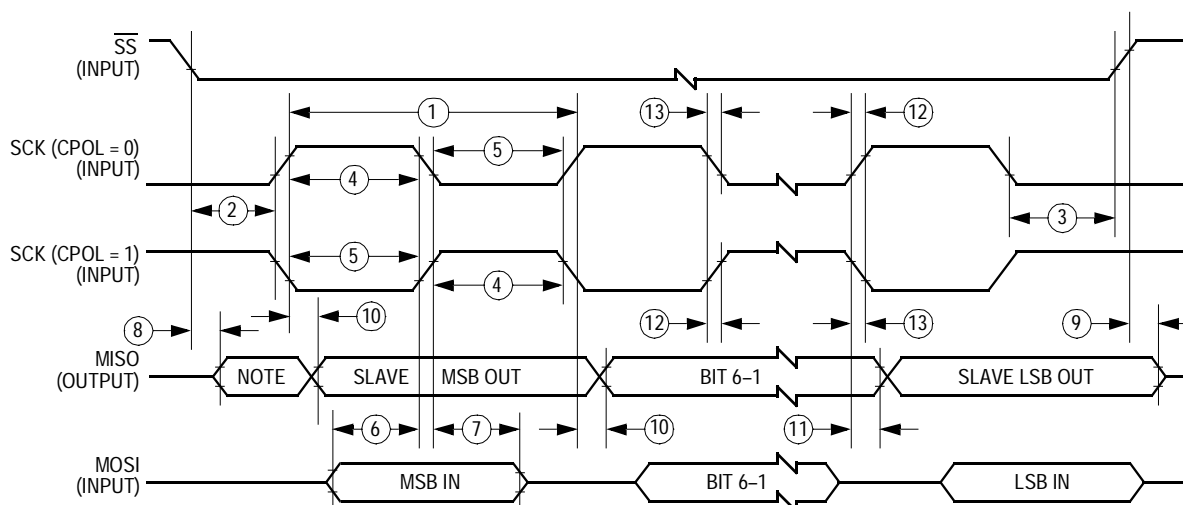 SS
(INPUT)
1
13
12
SCK (CPOL = 0)
(INPUT)
5
4
2
3
SCK (CPOL = 1)
(INPUT)
5
4
8
10
12
13
9
MISO
(OUTPUT)
NOTE
SLAVE MSB OUT
BIT 6–1
SLAVE LSB OUT
6
7
10
11
MOSI
(INPUT)
MSB IN
BIT 6–1
LSB IN